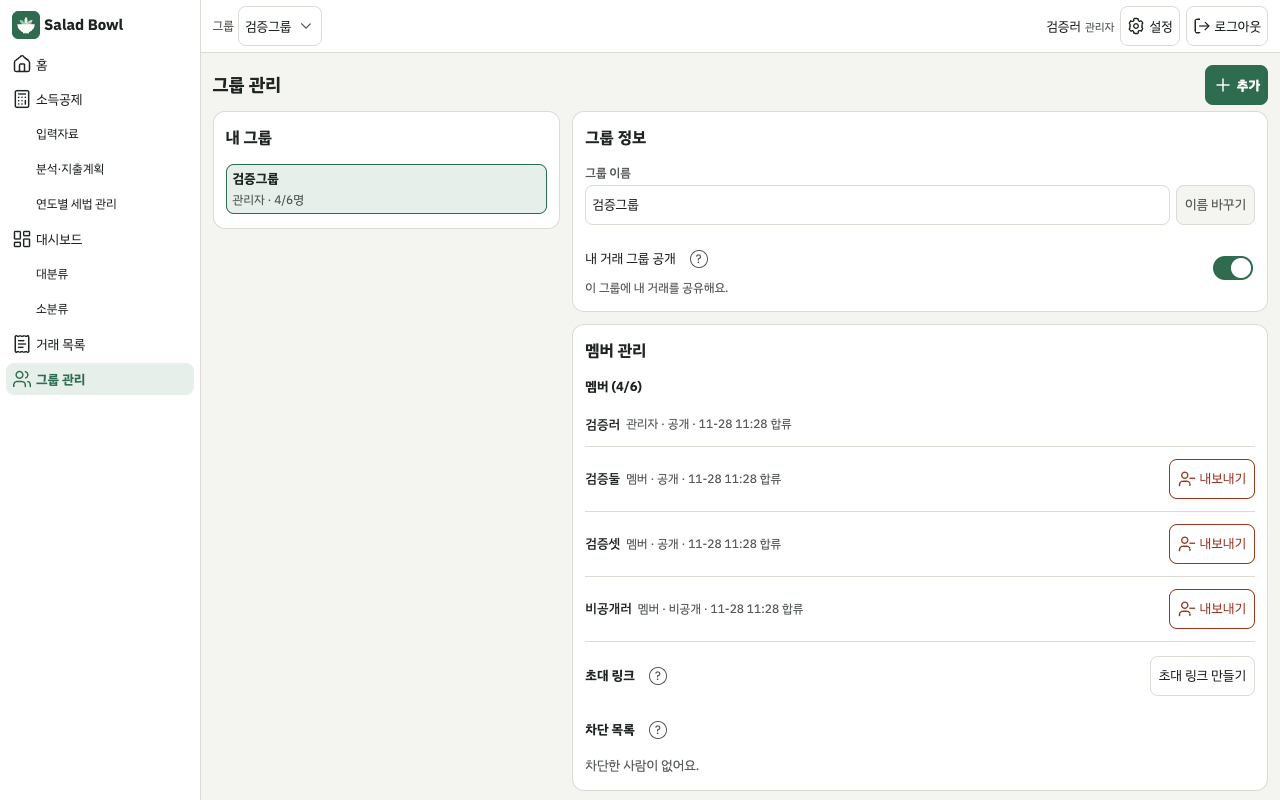 Salad Bowl
홈
소득공제
입력자료
분석·지출계획
연도별 세법 관리
대시보드
대분류
소분류
거래 목록
그룹 관리
그룹 검증그룹
검증러 관리자 설정 로그아웃
그룹 관리
추가
내 그룹
검증그룹
관리자 · 4/6명
그룹 정보
그룹 이름
검증그룹 이름 바꾸기
내 거래 그룹 공개 ?
이 그룹에 내 거래를 공유해요.
멤버 관리
멤버 (4/6)
검증러 관리자 · 공개 · 11-28 11:28 합류
검증둘 멤버 · 공개 · 11-28 11:28 합류 내보내기
검증셋 멤버 · 공개 · 11-28 11:28 합류 내보내기
비공개러 멤버 · 비공개 · 11-28 11:28 합류 내보내기
초대 링크 ? 초대 링크 만들기
차단 목록 ?
차단한 사람이 없어요.